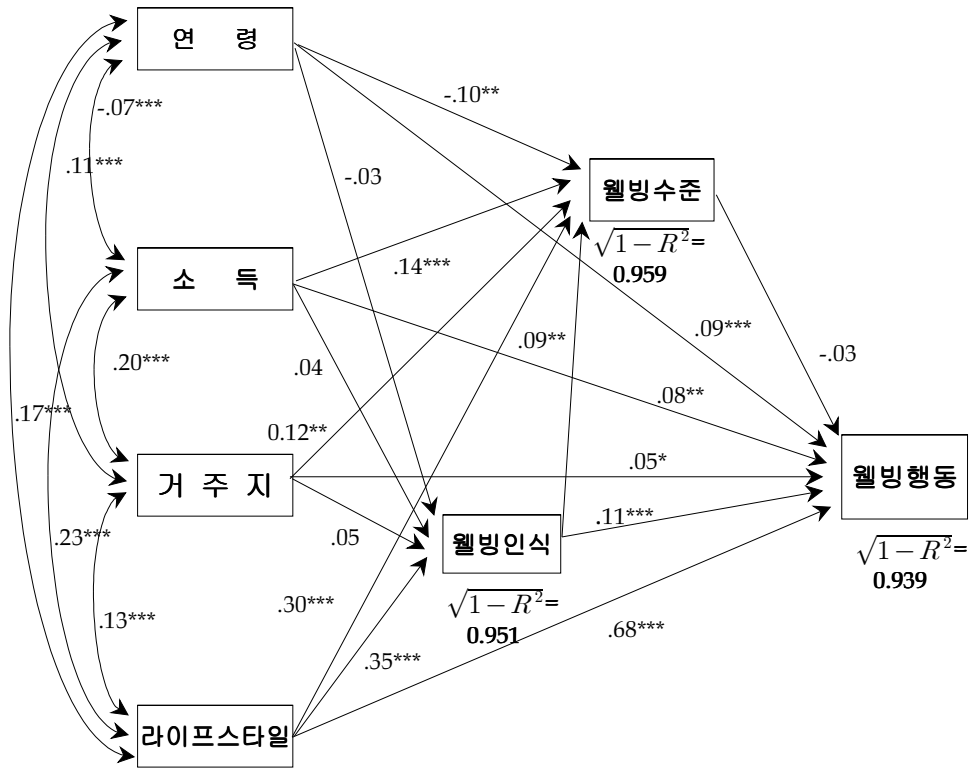 연 령
-.07***
-.10**
.11***
-.03
웰빙수준
√1 − R²=
0.959
소 득
.14***
.20***
.04
.09**
.09***
-.03
.17***
0.12**
.08**
거 주 지
.05*
웰빙행동
√1 − R²=
0.939
.23***
.05
.11***
웰빙인식
√1 − R²=
0.951
.13***
.30***
.35***
.68***
라이프스타일